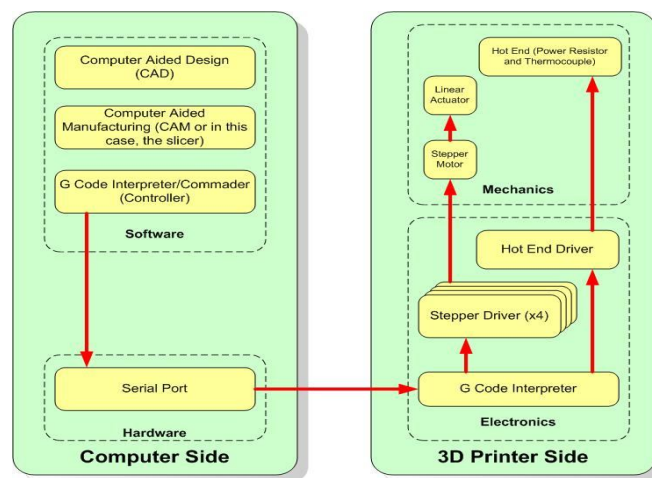 Computer Aided Design
(CAD)
Computer Aided
Manufacturing (CAM or in this
case, the slicer)
G Code Interpreter/Commader
(Controller)
Software
Serial Port
Hardware
Computer Side
Hot End (Power Resistor
and Thermocouple)
Linear
Actuator
Stepper
Motor
Mechanics
Hot End Driver
Stepper Driver (x4)
G Code Interpreter
Electronics
3D Printer Side